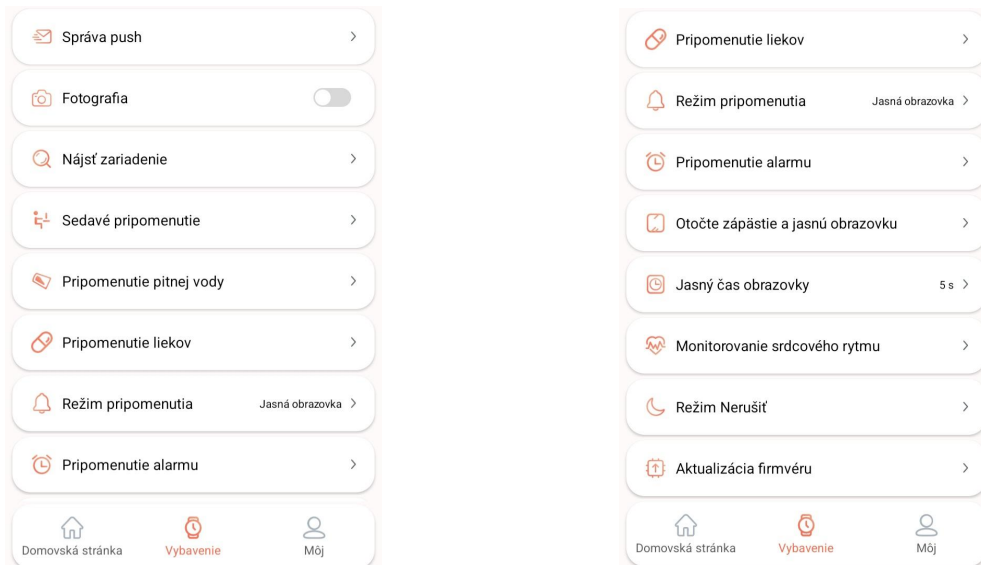 Správa push
Fotografia
Nájsť zariadenie
Sedavé pripomenutie
Pripomenutie pitnej vody
Pripomenutie liekov
Režim pripomenutia Jasná obrazovka
Pripomenutie alarmu
Domovská stránka Vybavenie Môj
Pripomenutie liekov
Režim pripomenutia Jasná obrazovka
Pripomenutie alarmu
Otočte zápästie a jasnú obrazovku
Jasný čas obrazovky 5 s
Monitorovanie srdcového rytmu
Režim Nerušiť
Aktualizácia firmvéru
Domovská stránka Vybavenie Môj